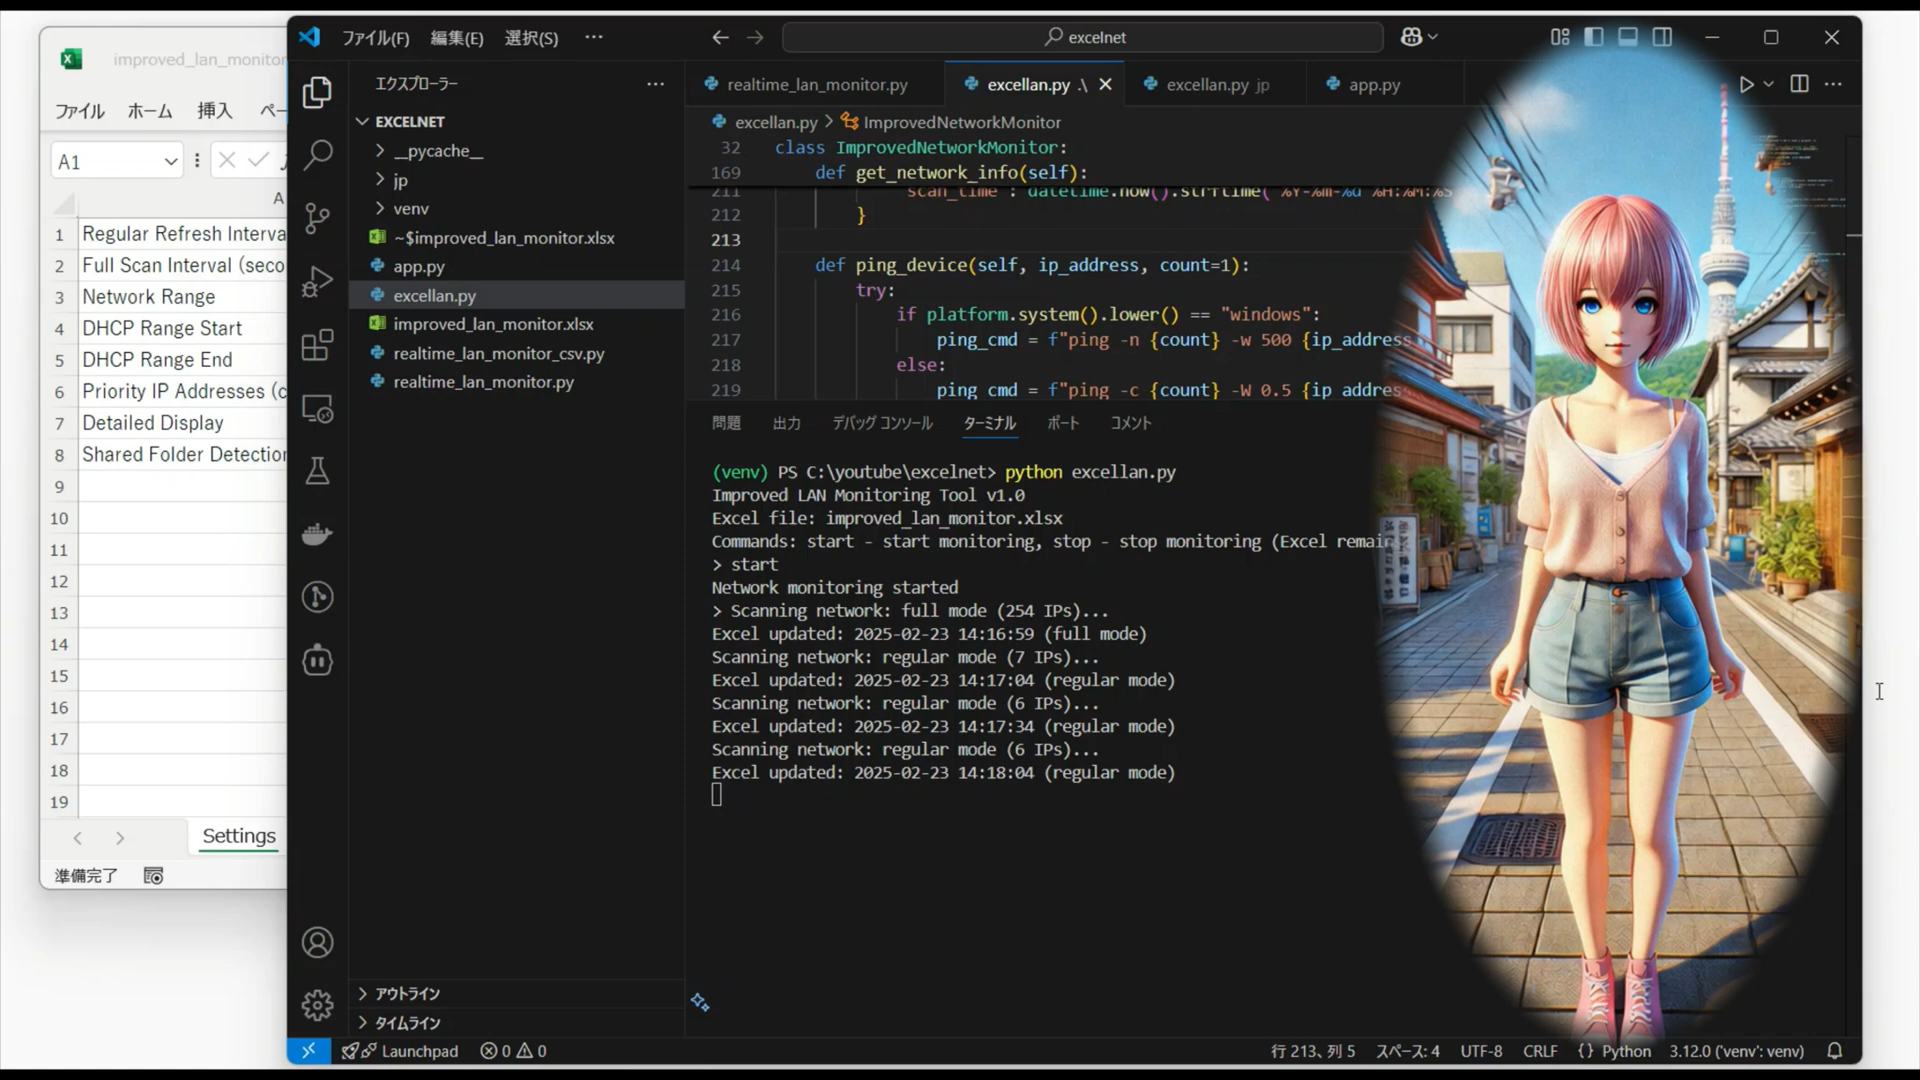 improved_lan_monitor
ファイル ホーム 挿入 ペー
A1
A
1 Regular Refresh Interva
2 Full Scan Interval (seco
3 Network Range
4 DHCP Range Start
5 DHCP Range End
6 Priority IP Addresses (c
7 Detailed Display
8 Shared Folder Detection
9
10
11
12
13
14
15
16
17
18
19
Settings
準備完了
ファイル(F) 編集(E) 選択(S) ···
excelnet
エクスプローラー ···
EXCELNET
__pycache__
jp
venv
~$improved_lan_monitor.xlsx
app.py
excellan.py
improved_lan_monitor.xlsx
realtime_lan_monitor_csv.py
realtime_lan_monitor.py
アウトライン
タイムライン
realtime_lan_monitor.py excellan.py .\ excellan.py jp app.py
excellan.py > ImprovedNetworkMonitor
32 class ImprovedNetworkMonitor:
169 def get_network_info(self):
211 scan_time : datetime.now().strftime( %Y-%m-%d %H:%M:%S
212 }
213
214 def ping_device(self, ip_address, count=1):
215 try:
216 if platform.system().lower() == "windows":
217 ping_cmd = f"ping -n {count} -w 500 {ip_address
218 else:
219 ping_cmd = f"ping -c {count} -W 0.5 {ip_addres
問題 出力 デバッグ コンソール ターミナル ポート コメント
(venv) PS C:\youtube\excelnet> python excellan.py
Improved LAN Monitoring Tool v1.0
Excel file: improved_lan_monitor.xlsx
Commands: start - start monitoring, stop - stop monitoring (Excel remain
> start
Network monitoring started
> Scanning network: full mode (254 IPs)...
Excel updated: 2025-02-23 14:16:59 (full mode)
Scanning network: regular mode (7 IPs)...
Excel updated: 2025-02-23 14:17:04 (regular mode)
Scanning network: regular mode (6 IPs)...
Excel updated: 2025-02-23 14:17:34 (regular mode)
Scanning network: regular mode (6 IPs)...
Excel updated: 2025-02-23 14:18:04 (regular mode)
Launchpad 0 0 行 213、列 5 スペース: 4 UTF-8 CRLF {} Python 3.12.0 ('venv': venv)